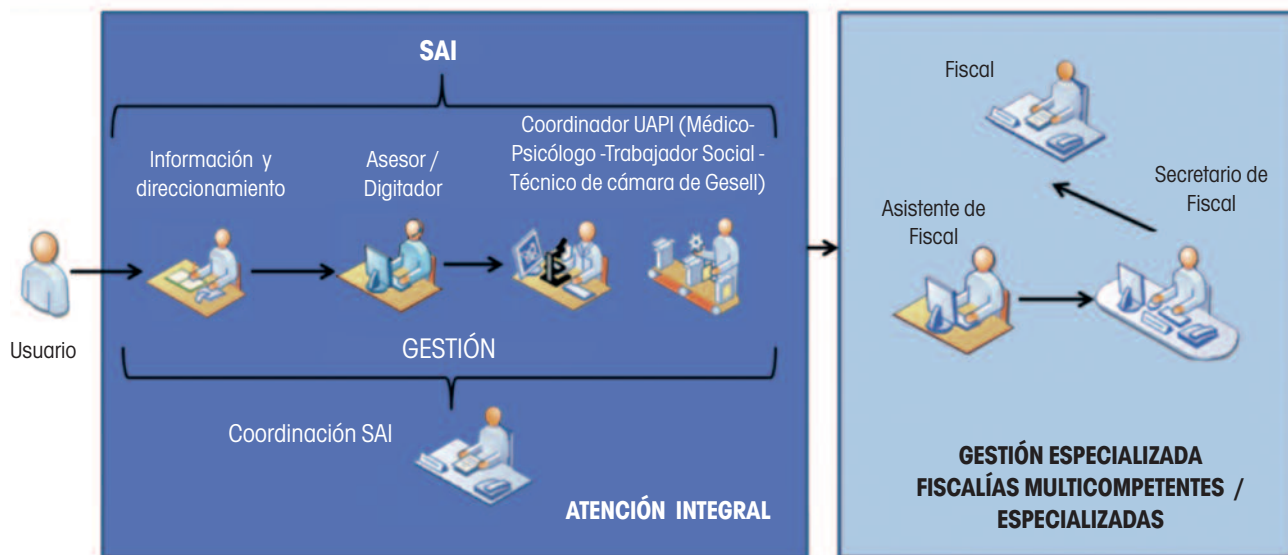 SAI
Información y
direccionamiento
Asesor /
Digitador
Coordinador UAPI (Médico-
Psicólogo -Trabajador Social -
Técnico de cámara de Gesell)
Usuario
GESTIÓN
Coordinación SAI
ATENCIÓN INTEGRAL
Fiscal
Secretario de
Fiscal
Asistente de
Fiscal
GESTIÓN ESPECIALIZADA
FISCALÍAS MULTICOMPETENTES /
ESPECIALIZADAS